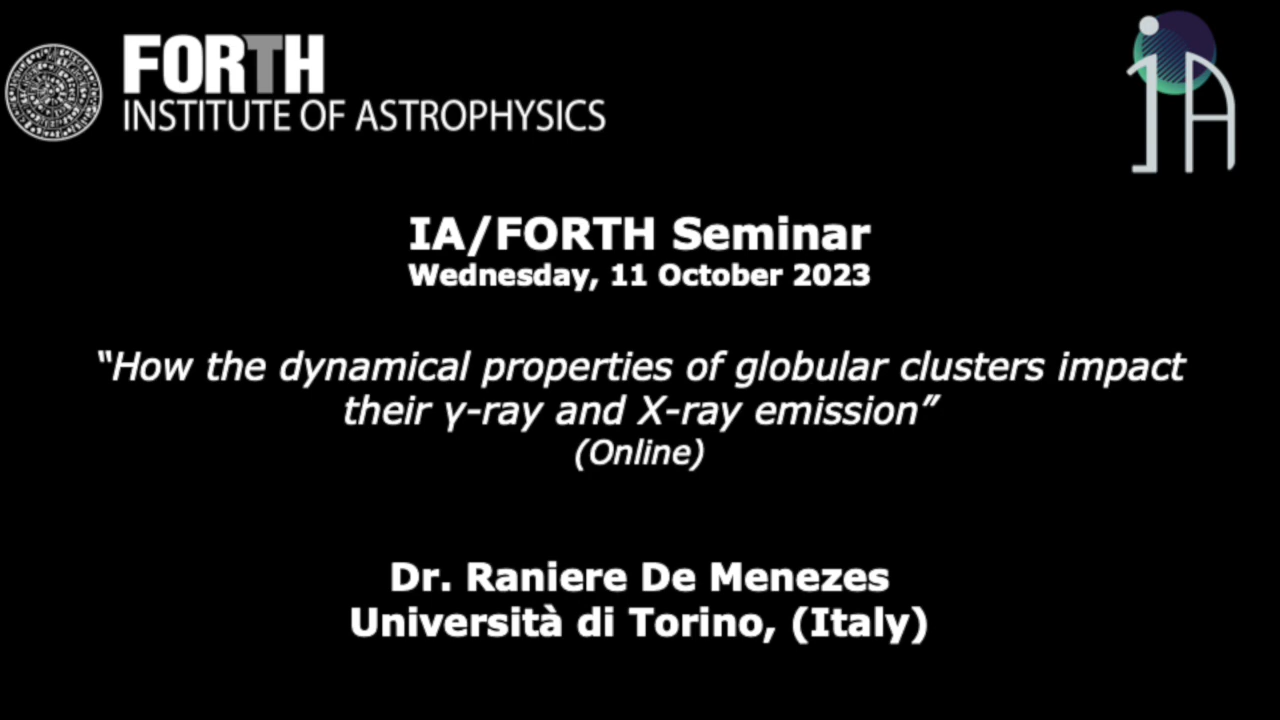 FORTH
INSTITUTE OF ASTROPHYSICS
IA
IA/FORTH Seminar
Wednesday, 11 October 2023
“How the dynamical properties of globular clusters impact
their γ-ray and X-ray emission”
(Online)
Dr. Raniere De Menezes
Università di Torino, (Italy)